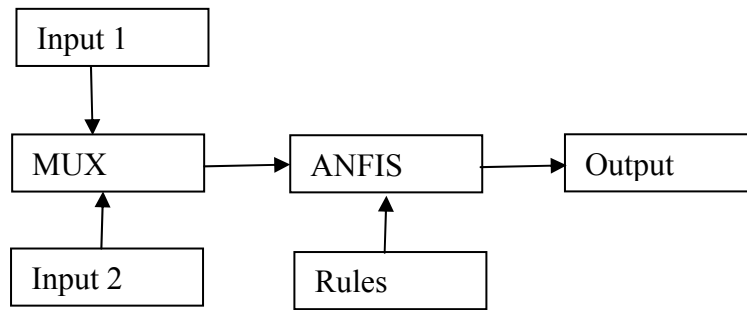 Input 1
MUX
ANFIS
Output
Input 2
Rules